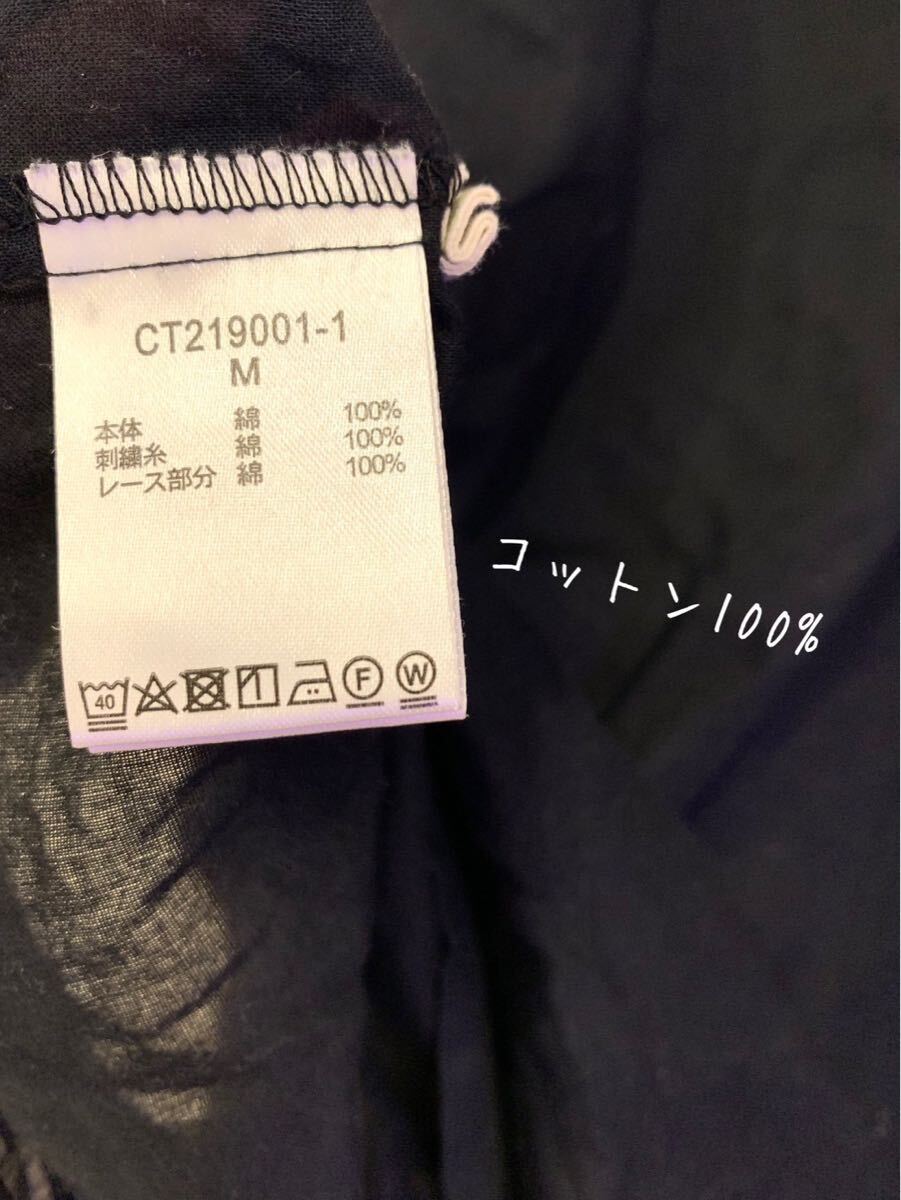 CT219001-1
M
本体 綿 100%
刺繍糸 綿 100%
レース部分 綿 100%
コットン100%
40 F W